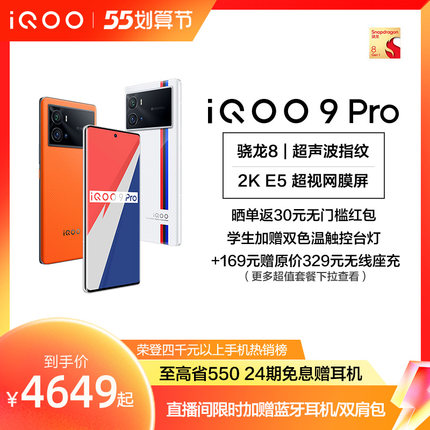 iQOO | 55划算节
Snapdragon
骁龙
8
iQOO 9 Pro
骁龙8 | 超声波指纹
2K E5 超视网膜屏
晒单返30元无门槛红包
学生加赠双色温触控台灯
+169元赠原价329元无线座充
(更多超值套餐下拉查看)
iQOO 9 Pro
iQOO
荣登四千元以上手机热销榜
到手价
¥4649起
至高省550 24期免息赠耳机
直播间限时加赠蓝牙耳机/双肩包